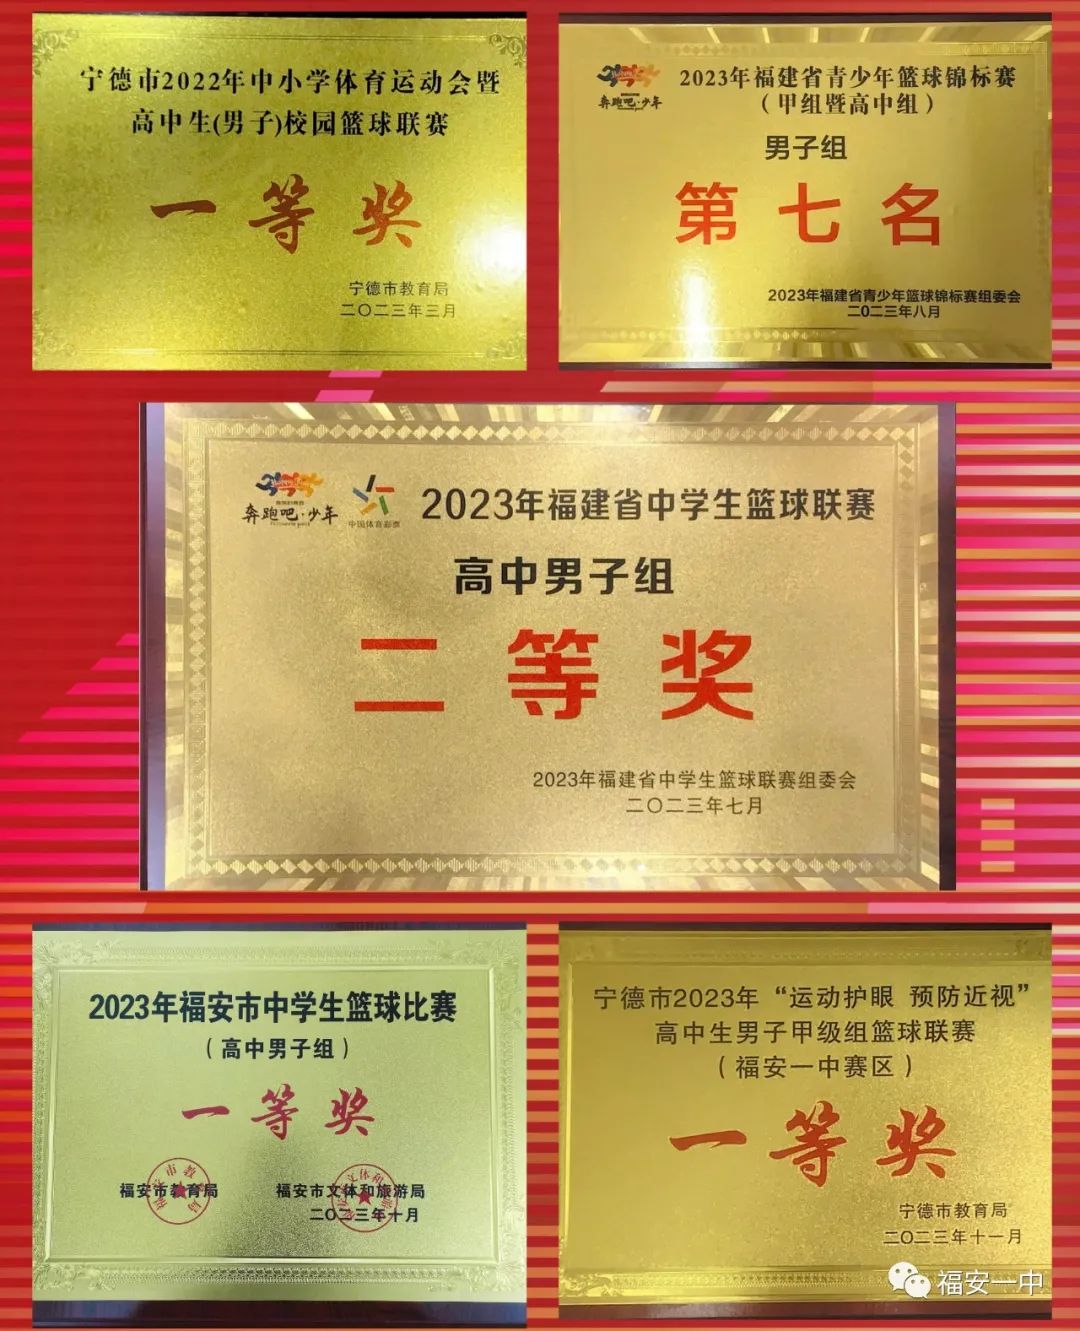 宁德市2022年中小学体育运动会暨
高中生(男子)校园篮球联赛
一等奖
宁德市教育局
二〇二三年三月
奔跑吧·少年
2023年福建省青少年篮球锦标赛
（甲组暨高中组）
男子组
第七名
2023年福建省青少年篮球锦标赛组委会
二〇二三年八月
奔跑吧·少年
中国体育彩票
2023年福建省中学生篮球联赛
高中男子组
二等奖
2023年福建省中学生篮球联赛组委会
二〇二三年七月
2023年福安市中学生篮球比赛
（高中男子组）
一等奖
福安市教育局
福安市文体和旅游局
二〇二三年十月
宁德市2023年“运动护眼 预防近视”
高中生男子甲级组篮球联赛
（福安一中赛区）
一等奖
宁德市教育局
二〇二三年十一月
福安一中